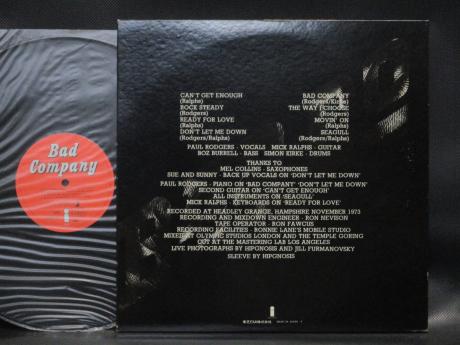 Bad
Company
CAN'T GET ENOUGH
(Ralphs)
ROCK STEADY
(Rodgers)
READY FOR LOVE
(Ralphs)
DON'T LET ME DOWN
(Rodgers/Ralphs)
BAD COMPANY
(Rodgers/Kirke)
THE WAY I CHOOSE
(Rodgers)
MOVIN' ON
(Ralphs)
SEAGULL
(Rodgers/Ralphs)
PAUL RODGERS - VOCALS MICK RALPHS - GUITAR
BOZ BURRELL - BASS SIMON KIRKE - DRUMS
THANKS TO
MEL COLLINS - SAXOPHONES
SUE AND SUNNY - BACK UP VOCALS ON 'DON'T LET ME DOWN'
PAUL RODGERS - PIANO ON 'BAD COMPANY' 'DON'T LET ME DOWN'
SECOND GUITAR ON 'CAN'T GET ENOUGH'
ALL INSTRUMENTS ON 'SEAGULL'
MICK RALPHS - KEYBOARDS ON 'READY FOR LOVE'
RECORDED AT HEADLEY GRANGE, HAMPSHIRE NOVEMBER 1973
RECORDING AND MIXDOWN ENGINEER - RON NEVISON
TAPE OPERATOR - RON FAWCUS
RECORDING FACILITIES - RONNIE LANE'S MOBILE STUDIO
MIXED AT OLYMPIC STUDIOS LONDON AND THE TEMPLE GORING
CUT AT THE MASTERING LAB LOS ANGELES
LIVE PHOTOGRAPHS BY HIPGNOSIS AND JILL FURMANOVSKY
SLEEVE BY HIPGNOSIS